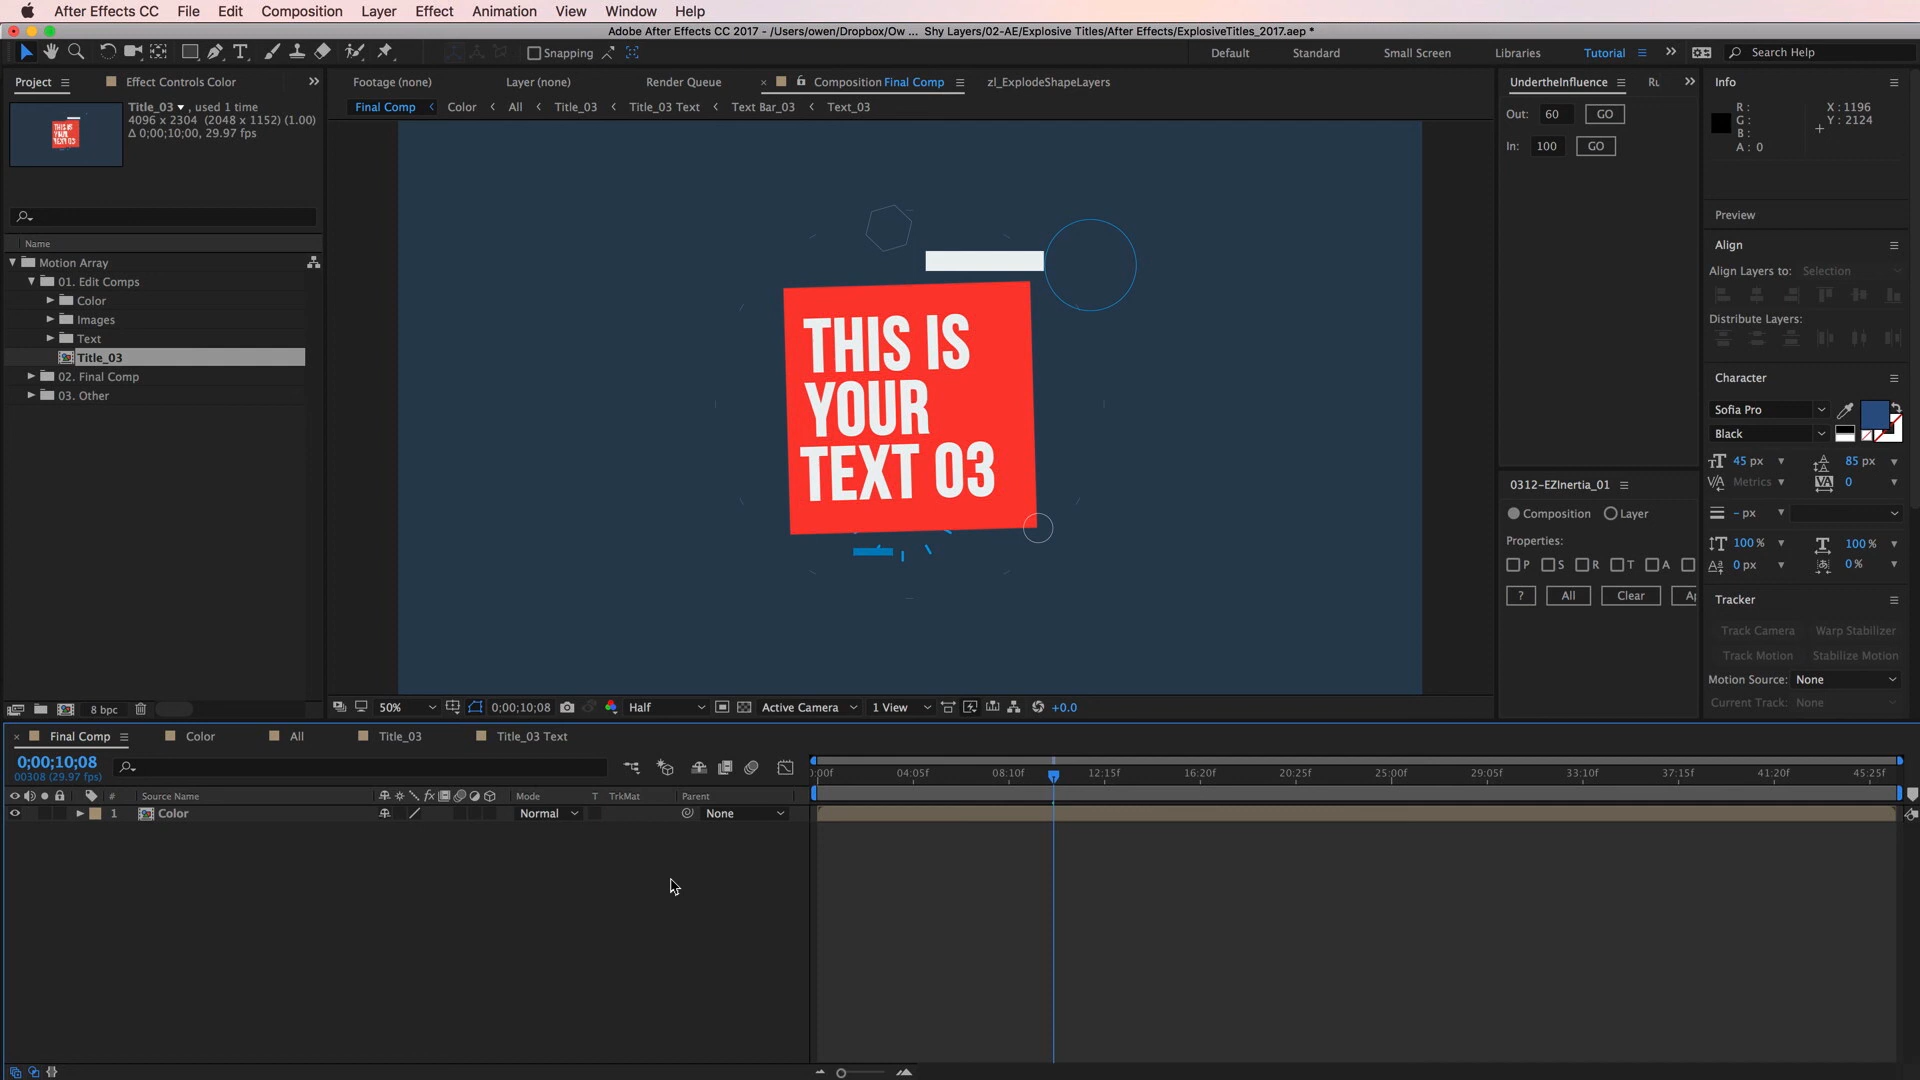 After Effects CC File Edit Composition Layer Effect Animation View Window Help
Adobe After Effects CC 2017 - /Users/owen/Dropbox/Ow ... Shy Layers/02-AE/Explosive Titles/After Effects/ExplosiveTitles_2017.aep *
Snapping
Default Standard Small Screen Libraries Tutorial Search Help
Project Effect Controls Color
Footage (none) Layer (none) Render Queue Composition Final Comp zl_ExplodeShapeLayers
Final Comp Color All Title_03 Title_03 Text Text Bar_03 Text_03
Title_03 , used 1 time
4096 x 2304 (2048 x 1152) (1.00)
Δ 0;00;10;00, 29.97 fps
Name
Motion Array
01. Edit Comps
Color
Images
Text
Title_03
02. Final Comp
03. Other
8 bpc
THIS IS
YOUR
TEXT 03
50% 0;00;10;08 Half Active Camera 1 View +0.0
UndertheInfluence Ru
Out: 60 GO
In: 100 GO
0312-EZInertia_01
Composition Layer
Properties:
P S R T A
? All Clear Ap
Info
R :
G :
B :
A : 0
X : 1196
Y : 2124
Preview
Align
Align Layers to: Selection
Distribute Layers:
Character
Sofia Pro
Black
45 px 85 px
Metrics 0
- px
100 % 100 %
0 px 0 %
Tracker
Track Camera Warp Stabilizer
Track Motion Stabilize Motion
Motion Source: None
Current Track: None
Final Comp Color All Title_03 Title_03 Text
0;00;10;08
00308 (29.97 fps)
):00f 04:05f 08:10f 12:15f 16:20f 20:25f 25:00f 29:05f 33:10f 37:15f 41:20f 45:25f
# Source Name fx Mode T TrkMat Parent
1 Color Normal None